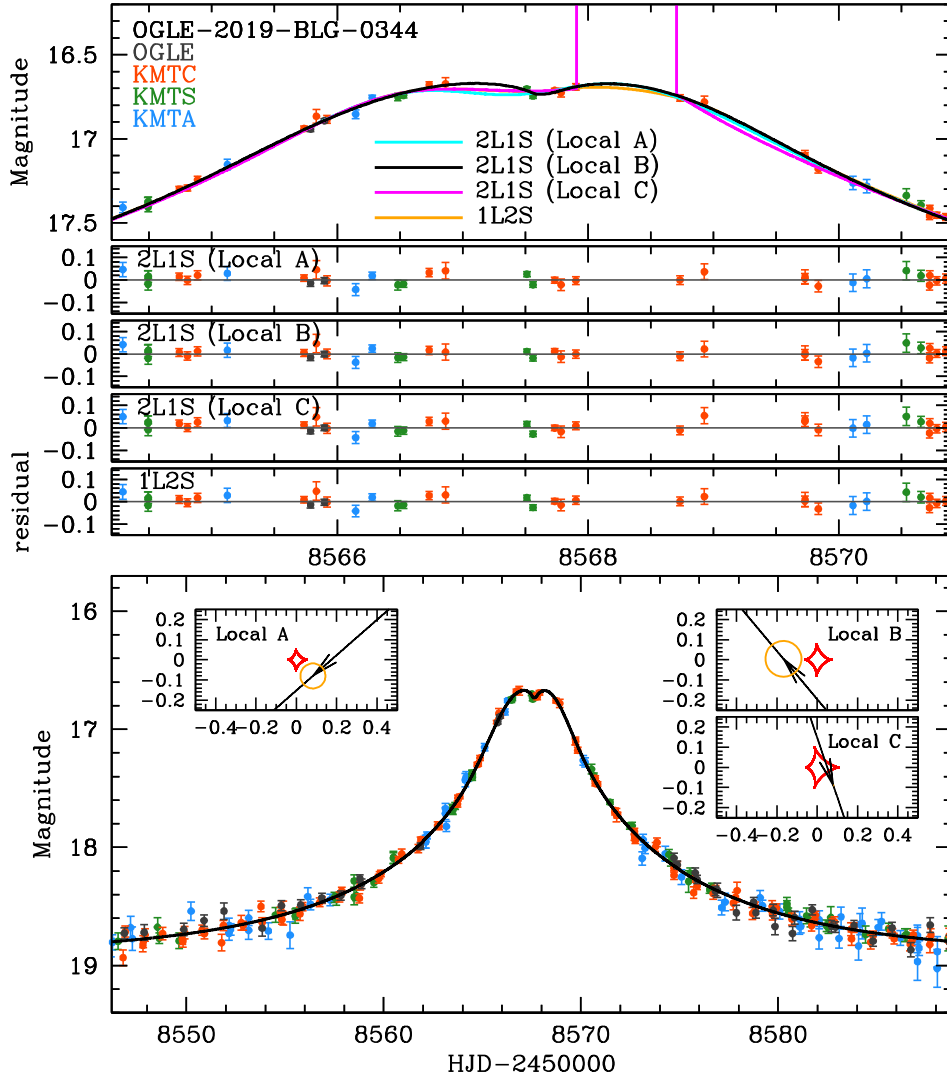 OGLE-2019-BLG-0344
OGLE
KMTC
KMTS
KMTA
2L1S (Local A)
2L1S (Local B)
2L1S (Local C)
1L2S
Magnitude
16.5
17
17.5
2L1S (Local A)
0.1
0
-0.1
2L1S (Local B)
0.1
0
-0.1
2L1S (Local C)
0.1
0
-0.1
1L2S
0.1
0
-0.1
residual
8566 8568 8570
Magnitude
16
17
18
19
Local A
0.2
0.1
0
-0.1
-0.2
-0.4 -0.2 0 0.2 0.4
Local B
0.2
0.1
0
-0.1
-0.2
Local C
0.2
0.1
0
-0.1
-0.2
-0.4 -0.2 0 0.2 0.4
8550 8560 8570 8580
HJD-2450000